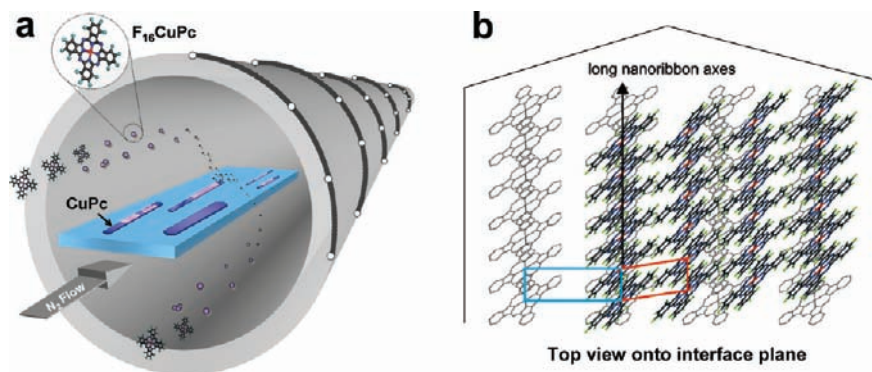 a
F₁₆CuPc
CuPc
N₂ Flow
b
long nanoribbon axes
Top view onto interface plane